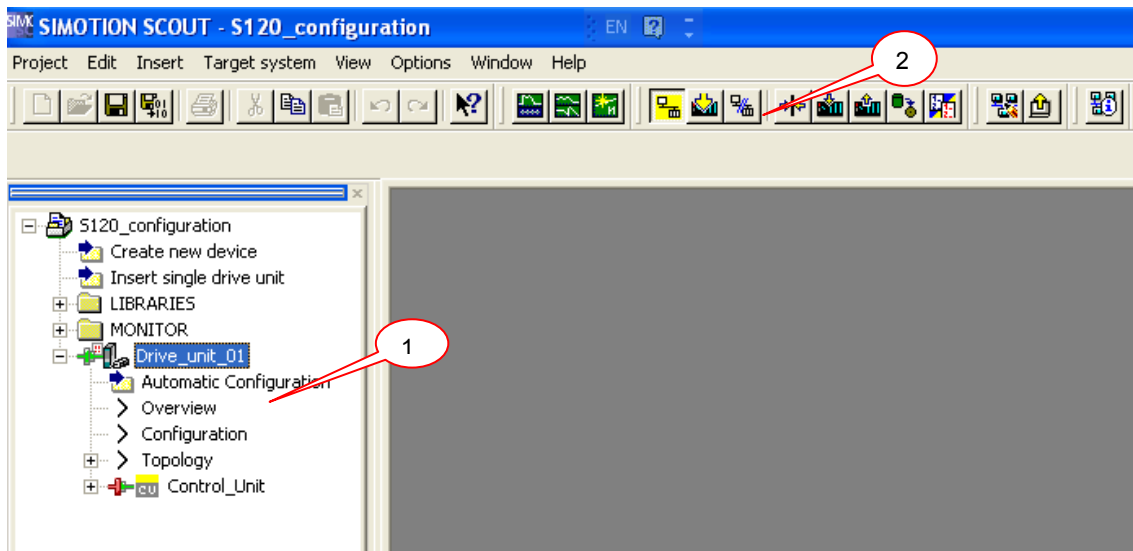 SIMOTION SCOUT - S120_configuration EN
Project Edit Insert Target system View Options Window Help
2
S120_configuration
Create new device
Insert single drive unit
LIBRARIES
MONITOR
Drive_unit_01
1
Automatic Configuration
Overview
Configuration
Topology
CU Control_Unit